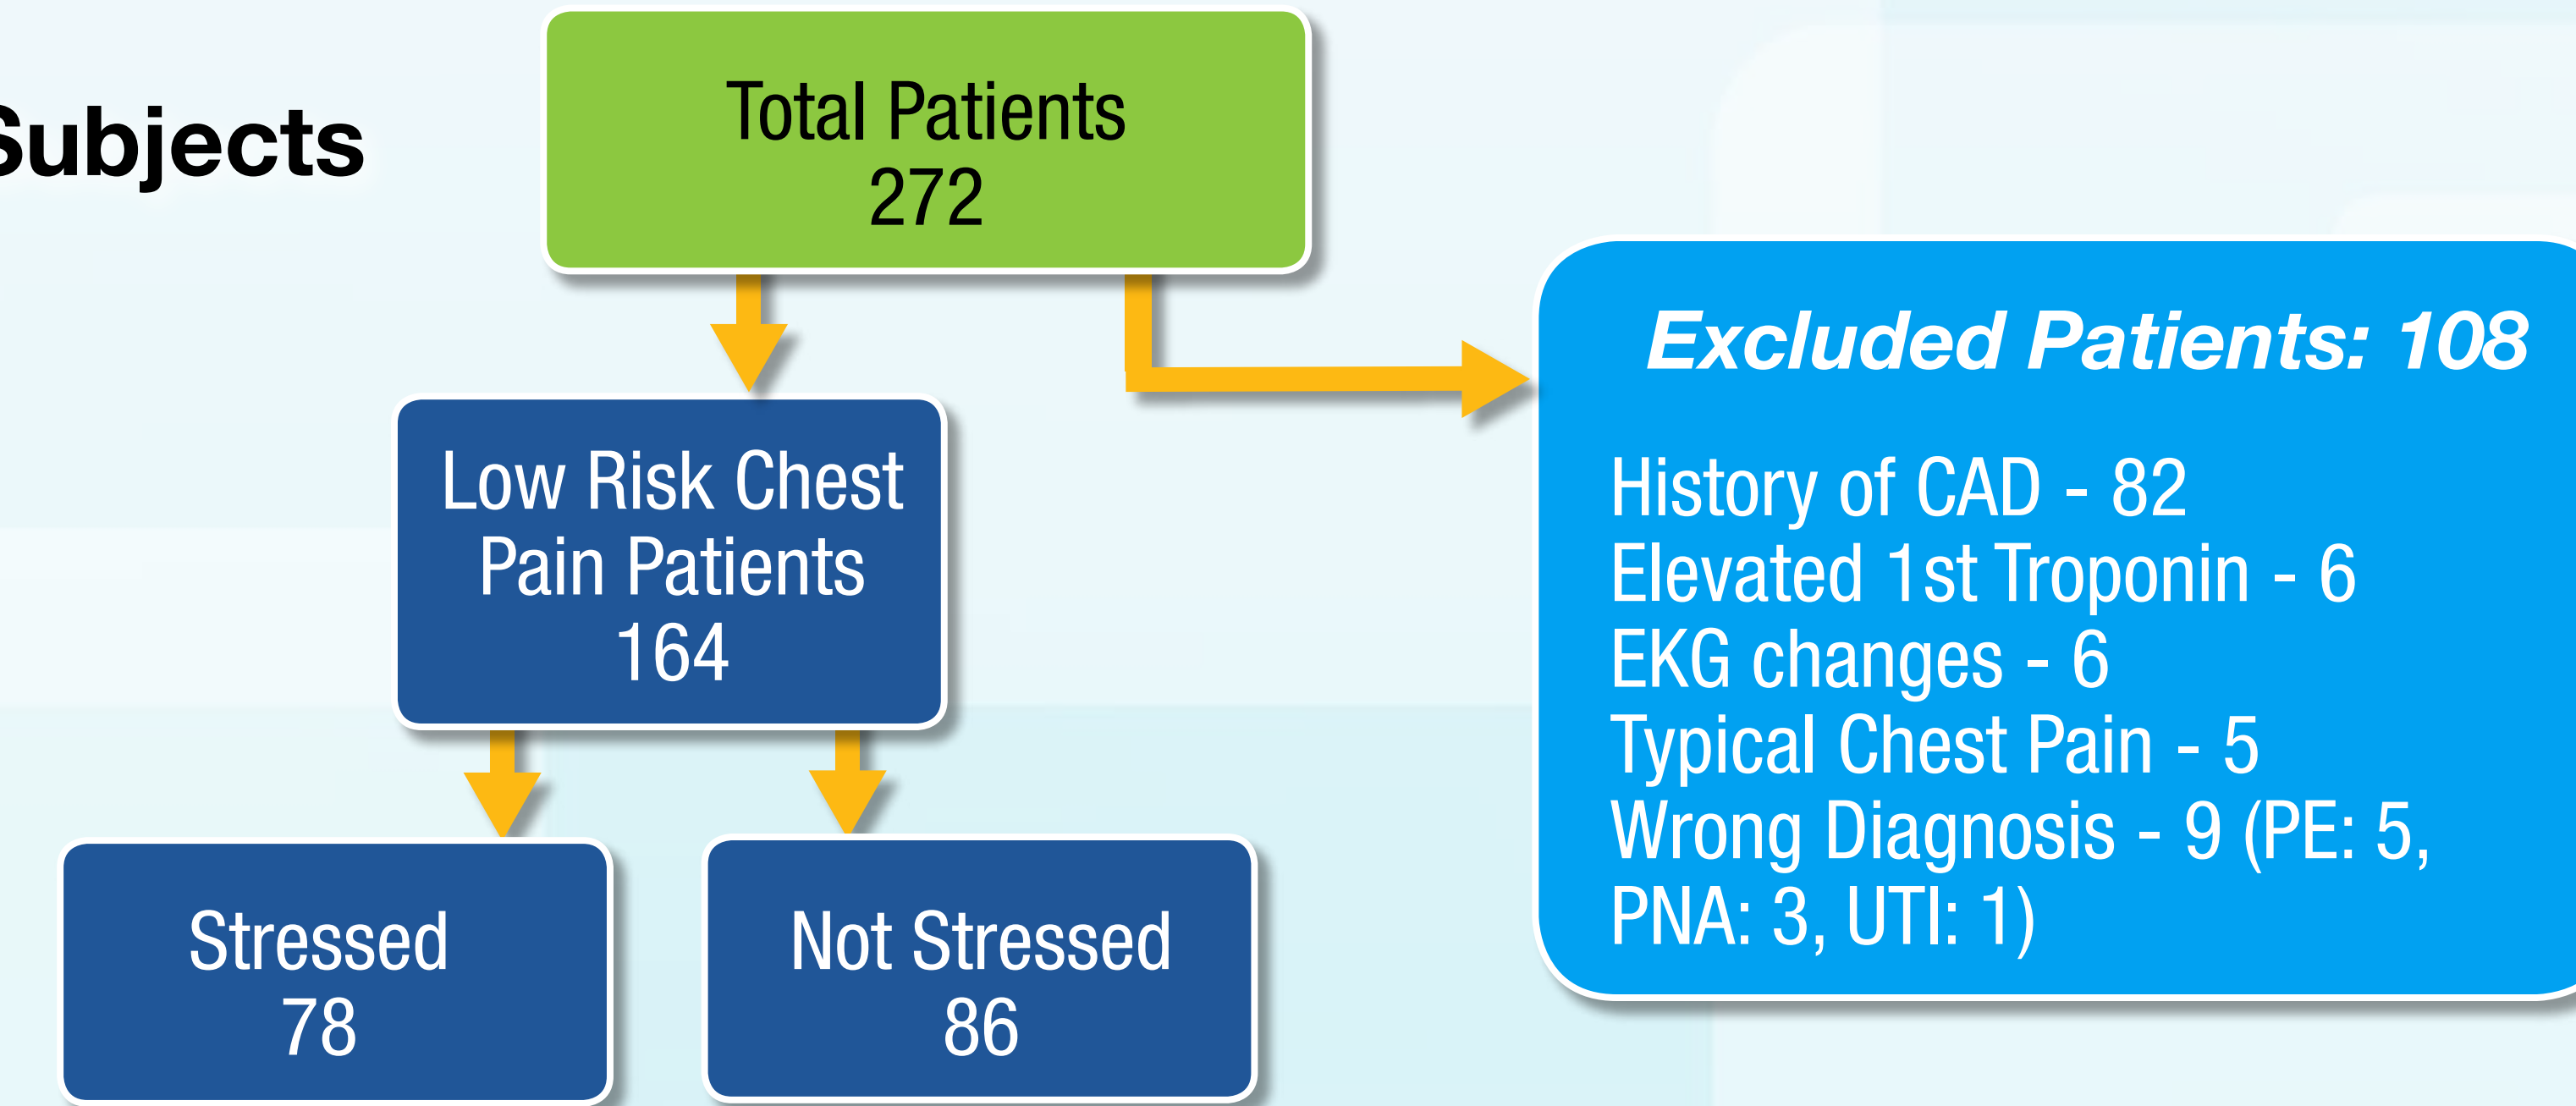 Subjects
Total Patients
272
Excluded Patients: 108
History of CAD - 82
Elevated 1st Troponin - 6
EKG changes - 6
Typical Chest Pain - 5
Wrong Diagnosis - 9 (PE: 5,
PNA: 3, UTI: 1)
Low Risk Chest
Pain Patients
164
Stressed
78
Not Stressed
86